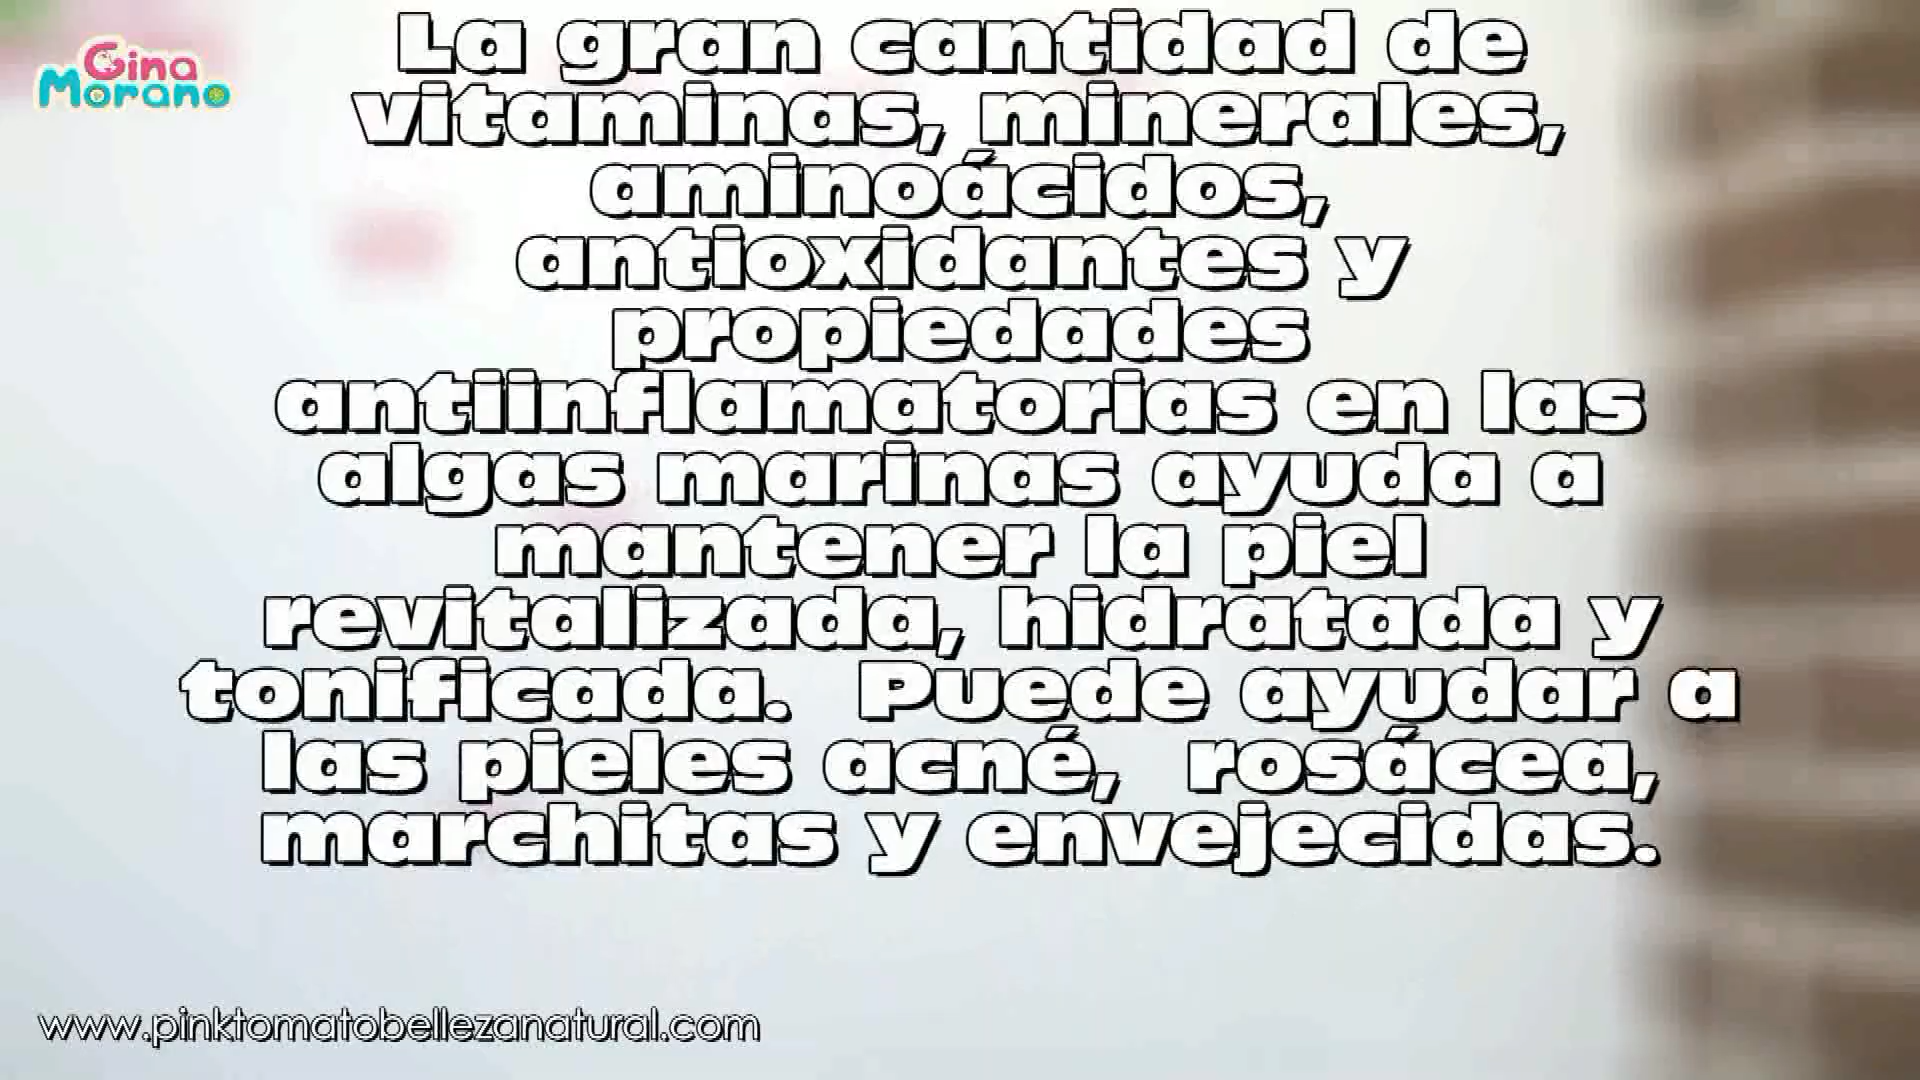 Gina
Morano
La gran cantidad de
vitaminas, minerales,
aminoácidos,
antioxidantes y
propiedades
antiinflamatorias en las
algas marinas ayuda a
mantener la piel
revitalizada, hidratada y
tonificada.  Puede ayudar a
las pieles acné,  rosácea,
marchitas y envejecidas.
www.pinktomatobellezanatural.com